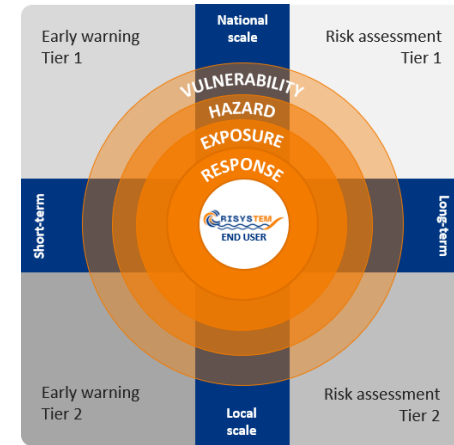 Early warning
Tier 1
National
scale
Risk assessment
Tier 1
VULNERABILITY
HAZARD
EXPOSURE
RESPONSE
CRISYSTEM
END USER
Short-term
Long-term
Early warning
Tier 2
Local
scale
Risk assessment
Tier 2